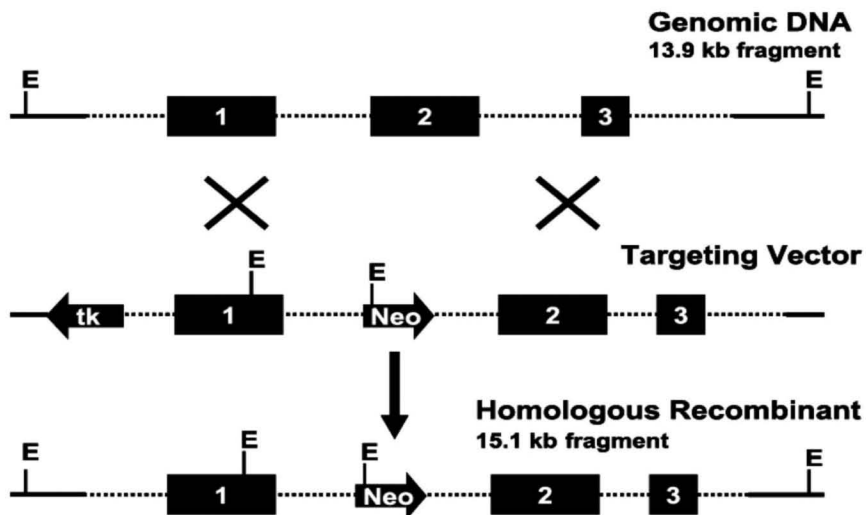 Genomic DNA
13.9 kb fragment
E E
1 2 3
Targeting Vector
E E
tk 1 Neo 2 3
Homologous Recombinant
15.1 kb fragment
E E E E
1 Neo 2 3